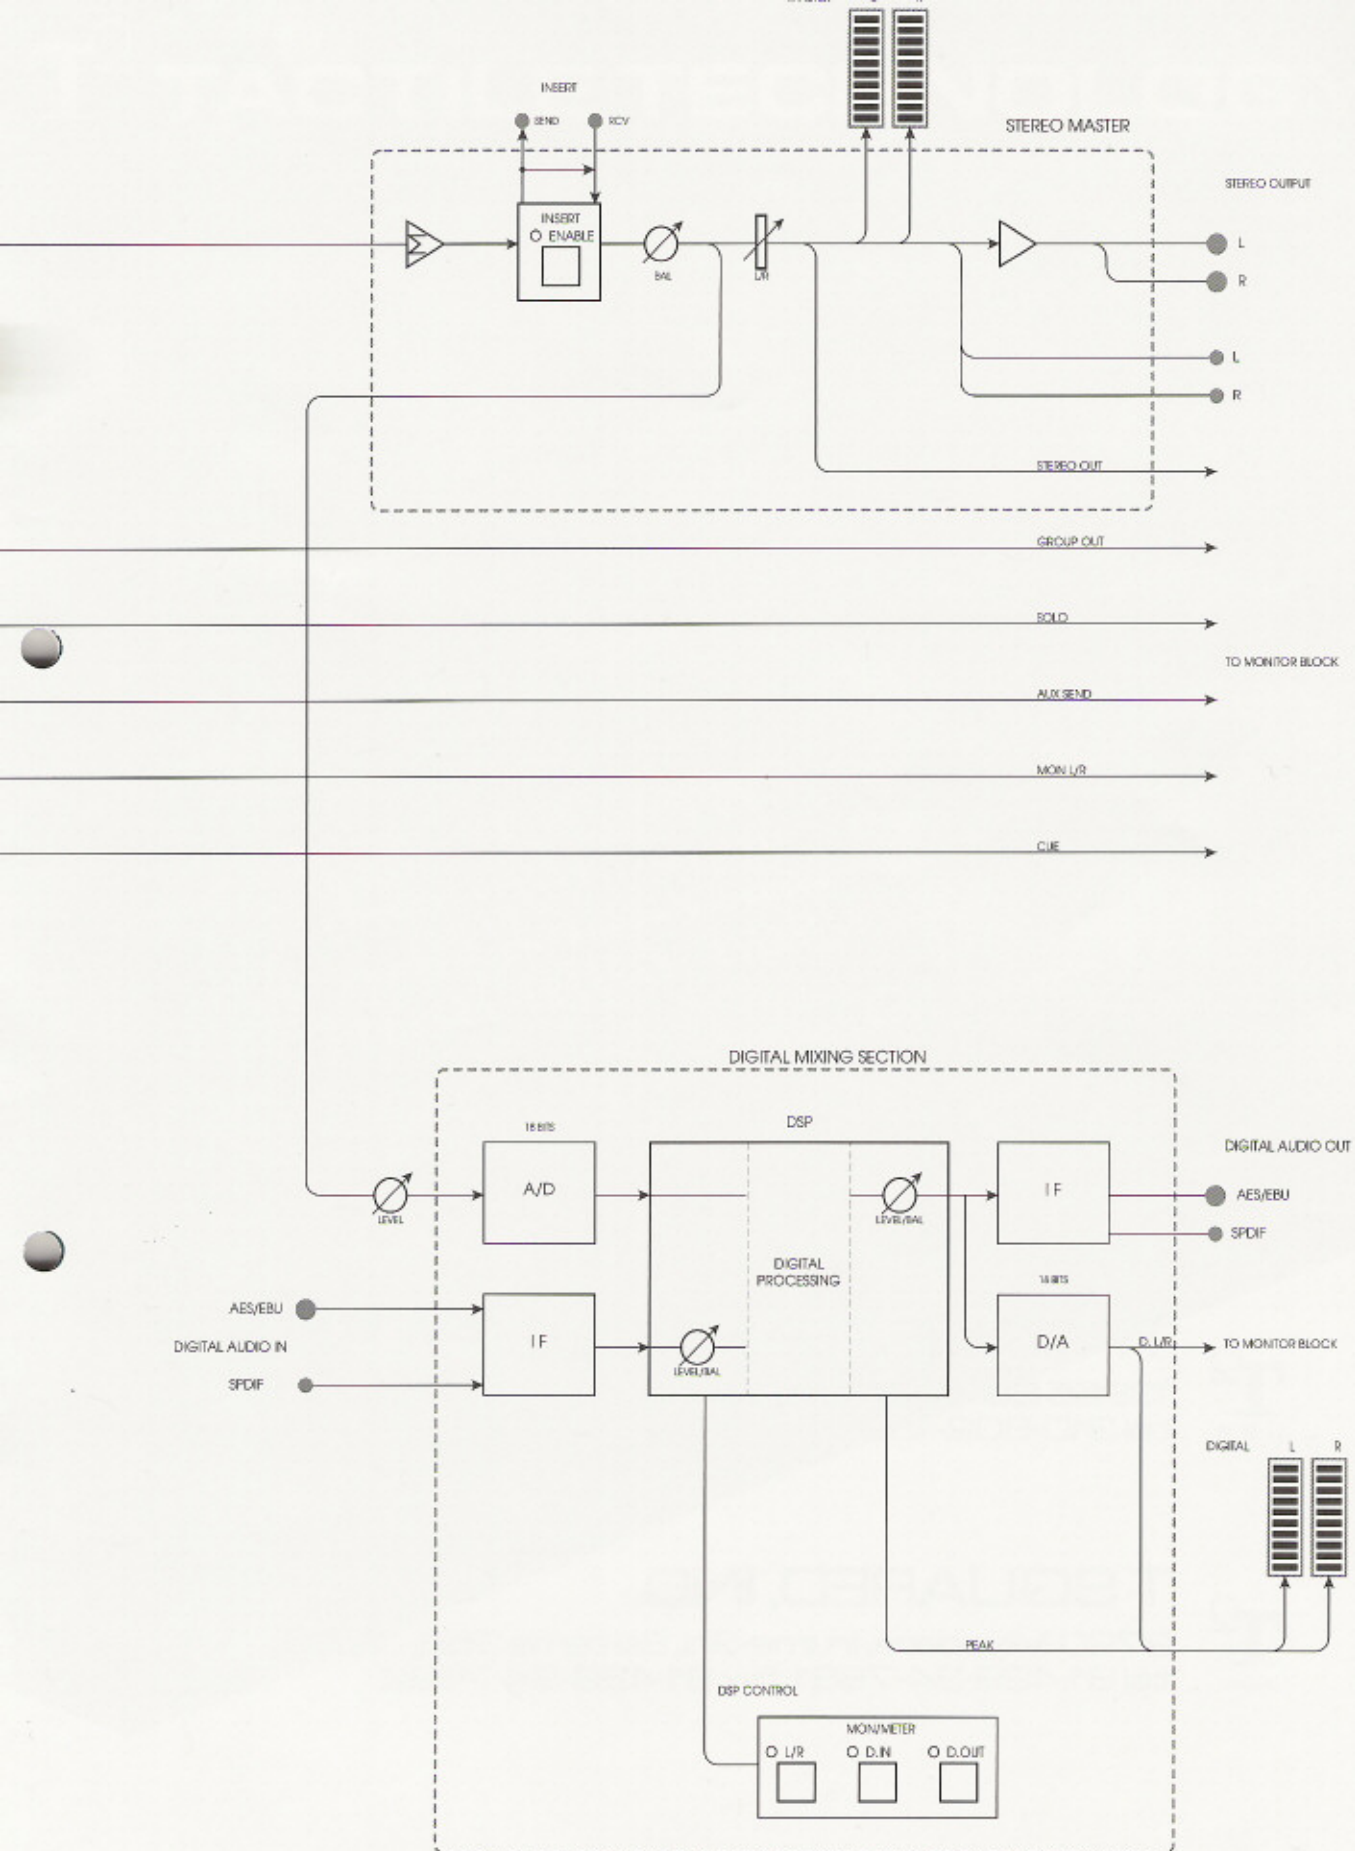 INSERT
SEND
RCV
STEREO MASTER
STEREO OUTPUT
INSERT
ENABLE
BAL
L/R
L
R
L
R
STEREO OUT
GROUP OUT
SOLO
TO MONITOR BLOCK
AUX SEND
MON L/R
CUE
DIGITAL MIXING SECTION
DSP
DIGITAL AUDIO OUT
A/D
LEVEL
LEVEL/BAL
IF
AES/EBU
SPDIF
DIGITAL
PROCESSING
AES/EBU
DIGITAL AUDIO IN
SPDIF
IF
LEVEL/BAL
D/A
D. L/R
TO MONITOR BLOCK
DIGITAL
L
R
PEAK
DSP CONTROL
MON/METER
L/R
D.IN
D.OUT